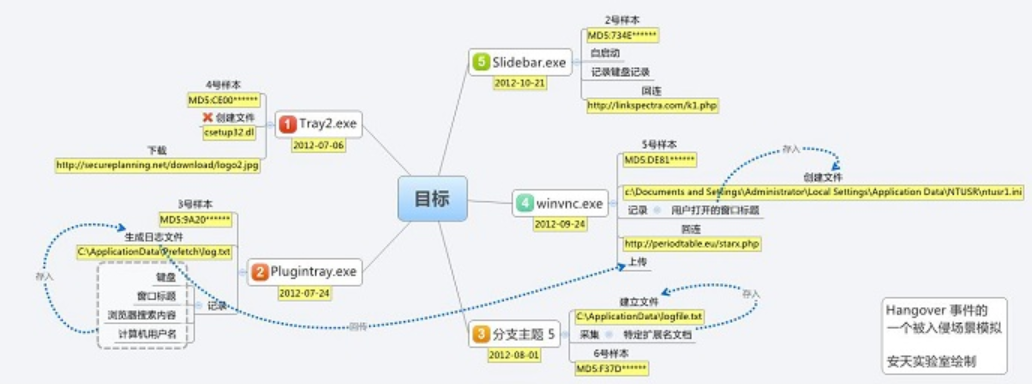 目标
4号样本
MD5:CE00******
创建文件
csetup32.dl
下载
http://secureplanning.net/download/logo2.jpg
1 Tray2.exe
2012-07-06
3号样本
MD5:9A20******
生成日志文件
C:\ApplicationData\Prefetch\log.txt
键盘
窗口标题
浏览器搜索内容
计算机用户名
记录
存入
2 Plugintray.exe
2012-07-24
回传
2号样本
MD5:734E******
自启动
记录键盘记录
回连
http://linkspectra.com/k1.php
5 Slidebar.exe
2012-10-21
5号样本
MD5:DE81******
存入
创建文件
c:\Documents and Settings\Administrator\Local Settings\Application Data\NTUSR\ntusr1.ini
记录 用户打开的窗口标题
回连
http://periodtable.eu/starx.php
上传
4 winvnc.exe
2012-09-24
建立文件
C:\ApplicationData\logfile.txt
采集 特定扩展名文档
存入
6号样本
MD5:F37D******
3 分支主题 5
2012-08-01
Hangover 事件的
一个被入侵场景模拟
安天实验室绘制